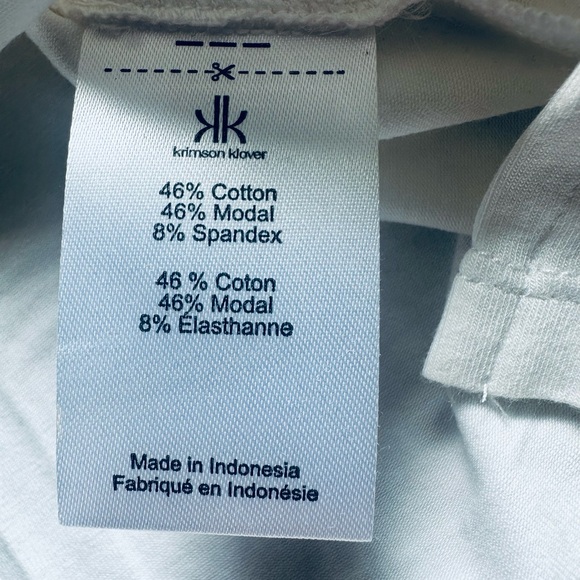 krimson klover
46% Cotton
46% Modal
8% Spandex
46 % Coton
46% Modal
8% Élasthanne
Made in Indonesia
Fabriqué en Indonésie